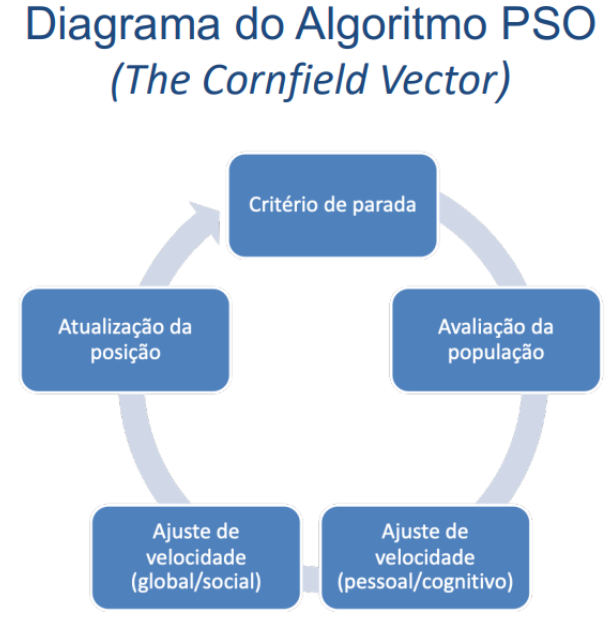 Diagrama do Algoritmo PSO
(The Cornfield Vector)
Critério de parada
Avaliação da
população
Ajuste de
velocidade
(pessoal/cognitivo)
Ajuste de
velocidade
(global/social)
Atualização da
posição